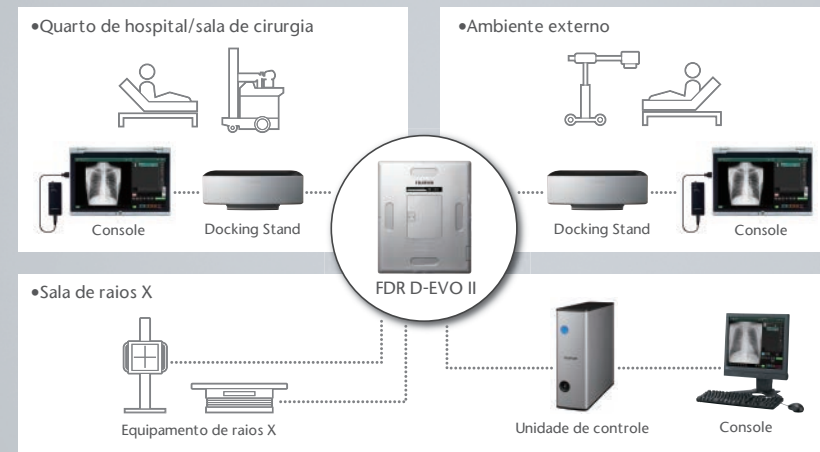 •Quarto de hospital/sala de cirurgia
Console
Docking Stand
•Ambiente externo
Docking Stand
Console
FUJIFILM
FDR D-EVO II
•Sala de raios X
Equipamento de raios X
Unidade de controle
Console